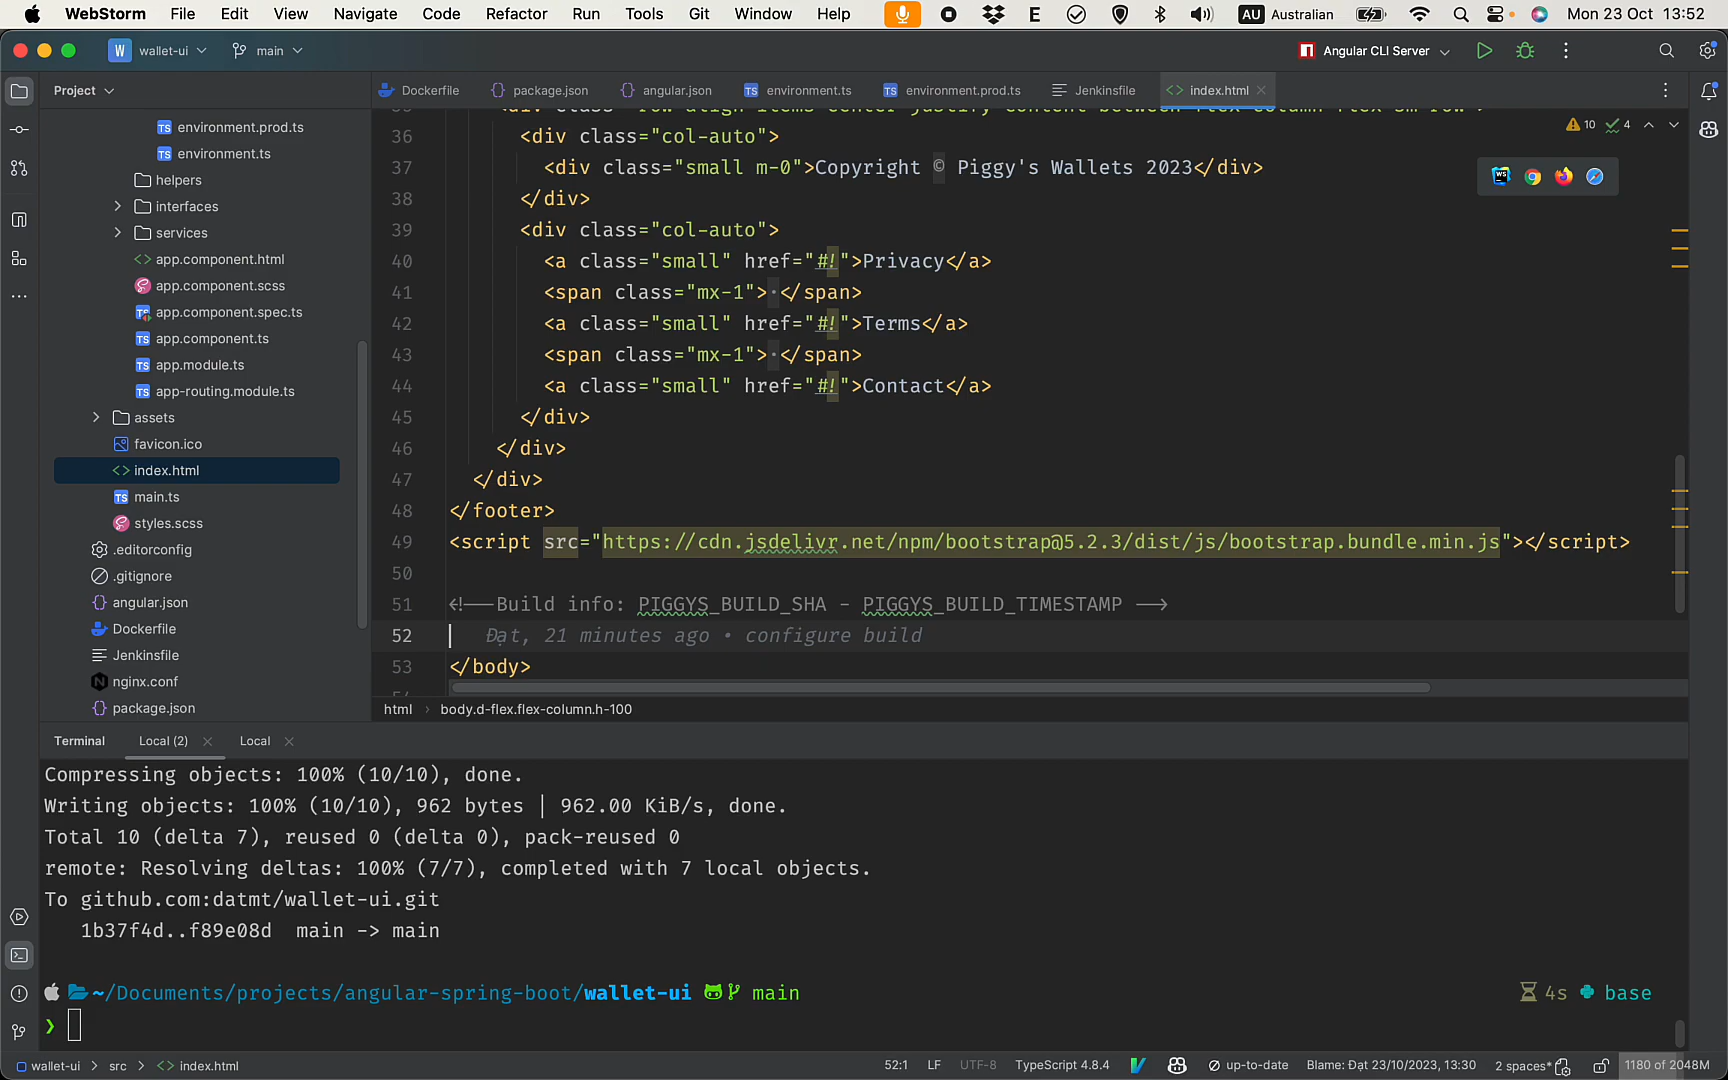 WebStorm File Edit View Navigate Code Refactor Run Tools Git Window Help E AU Australian Mon 23 Oct 13:52
W wallet-ui main Angular CLI Server
Project
Dockerfile package.json angular.json environment.ts environment.prod.ts Jenkinsfile index.html
environment.prod.ts
environment.ts
helpers
interfaces
services
app.component.html
app.component.scss
app.component.spec.ts
app.component.ts
app.module.ts
app-routing.module.ts
assets
favicon.ico
index.html
main.ts
styles.scss
.editorconfig
.gitignore
angular.json
Dockerfile
Jenkinsfile
nginx.conf
package.json
10 4
36 <div class="col-auto">
37 <div class="small m-0">Copyright © Piggy's Wallets 2023</div>
38 </div>
39 <div class="col-auto">
40 <a class="small" href="#!">Privacy</a>
41 <span class="mx-1">·</span>
42 <a class="small" href="#!">Terms</a>
43 <span class="mx-1">·</span>
44 <a class="small" href="#!">Contact</a>
45 </div>
46 </div>
47 </div>
48 </footer>
49 <script src="https://cdn.jsdelivr.net/npm/bootstrap@5.2.3/dist/js/bootstrap.bundle.min.js"></script>
50
51 <!--Build info: PIGGYS_BUILD_SHA - PIGGYS_BUILD_TIMESTAMP -->
52 Đạt, 21 minutes ago • configure build
53 </body>
html › body.d-flex.flex-column.h-100
Terminal Local (2) Local
Compressing objects: 100% (10/10), done.
Writing objects: 100% (10/10), 962 bytes | 962.00 KiB/s, done.
Total 10 (delta 7), reused 0 (delta 0), pack-reused 0
remote: Resolving deltas: 100% (7/7), completed with 7 local objects.
To github.com:datmt/wallet-ui.git
1b37f4d..f89e08d main -> main
~/Documents/projects/angular-spring-boot/wallet-ui main 4s base
❯
wallet-ui › src › index.html 52:1 LF UTF-8 TypeScript 4.8.4 up-to-date Blame: Đạt 23/10/2023, 13:30 2 spaces* 1180 of 2048M